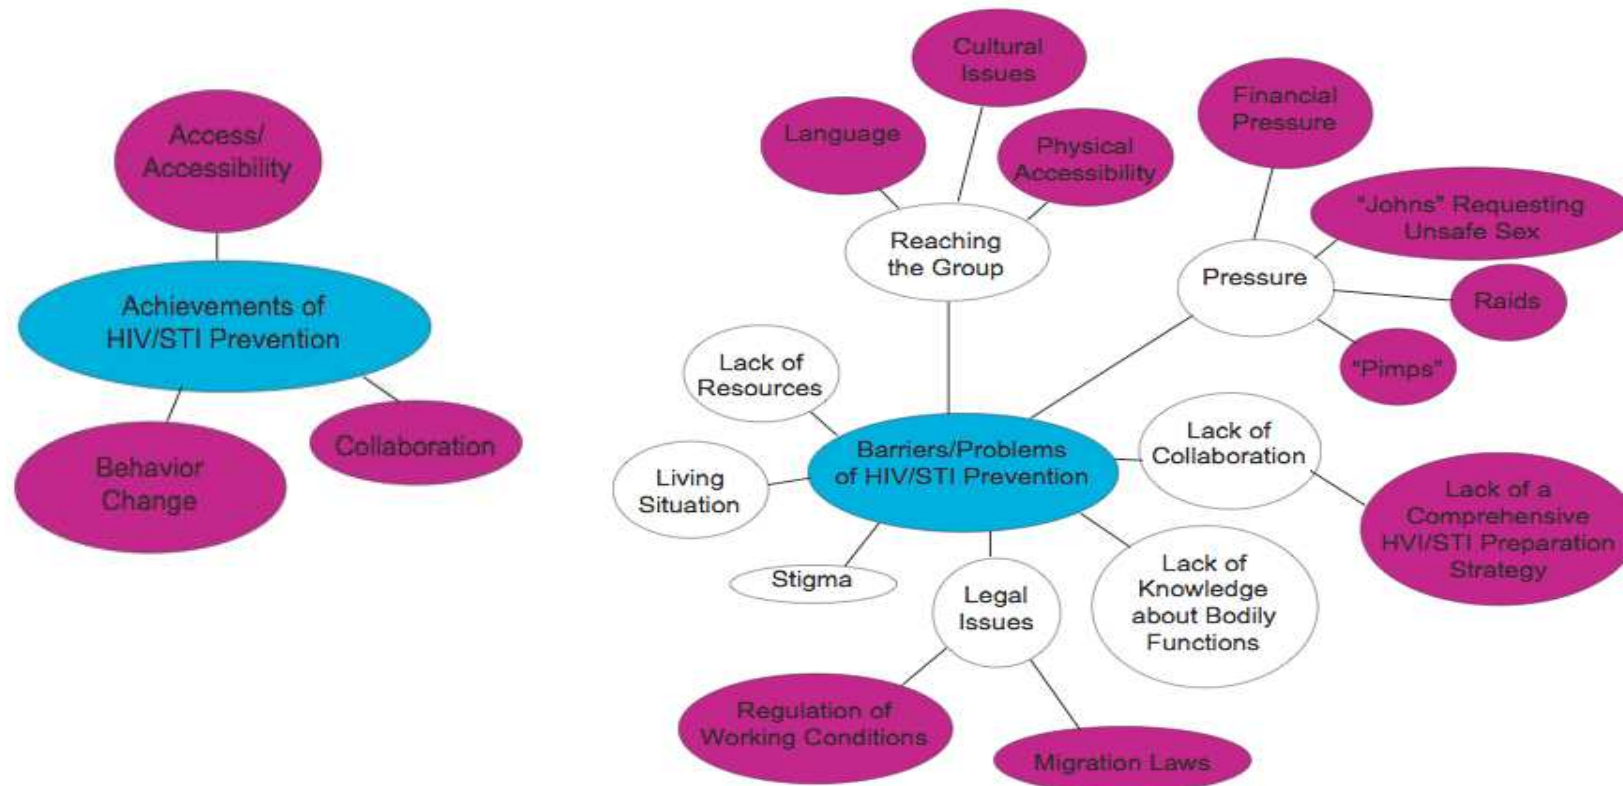 Access/
Accessibility
Achievements of
HIV/STI Prevention
Behavior
Change
Collaboration
Cultural
Issues
Language
Physical
Accessibility
Reaching
the Group
Financial
Pressure
"Johns" Requesting
Unsafe Sex
Pressure
Raids
"Pimps"
Lack of
Resources
Barriers/Problems
of HIV/STI Prevention
Lack of
Collaboration
Living
Situation
Lack of a
Comprehensive
HVI/STI Preparation
Strategy
Stigma
Legal
Issues
Lack of
Knowledge
about Bodily
Functions
Regulation of
Working Conditions
Migration Laws